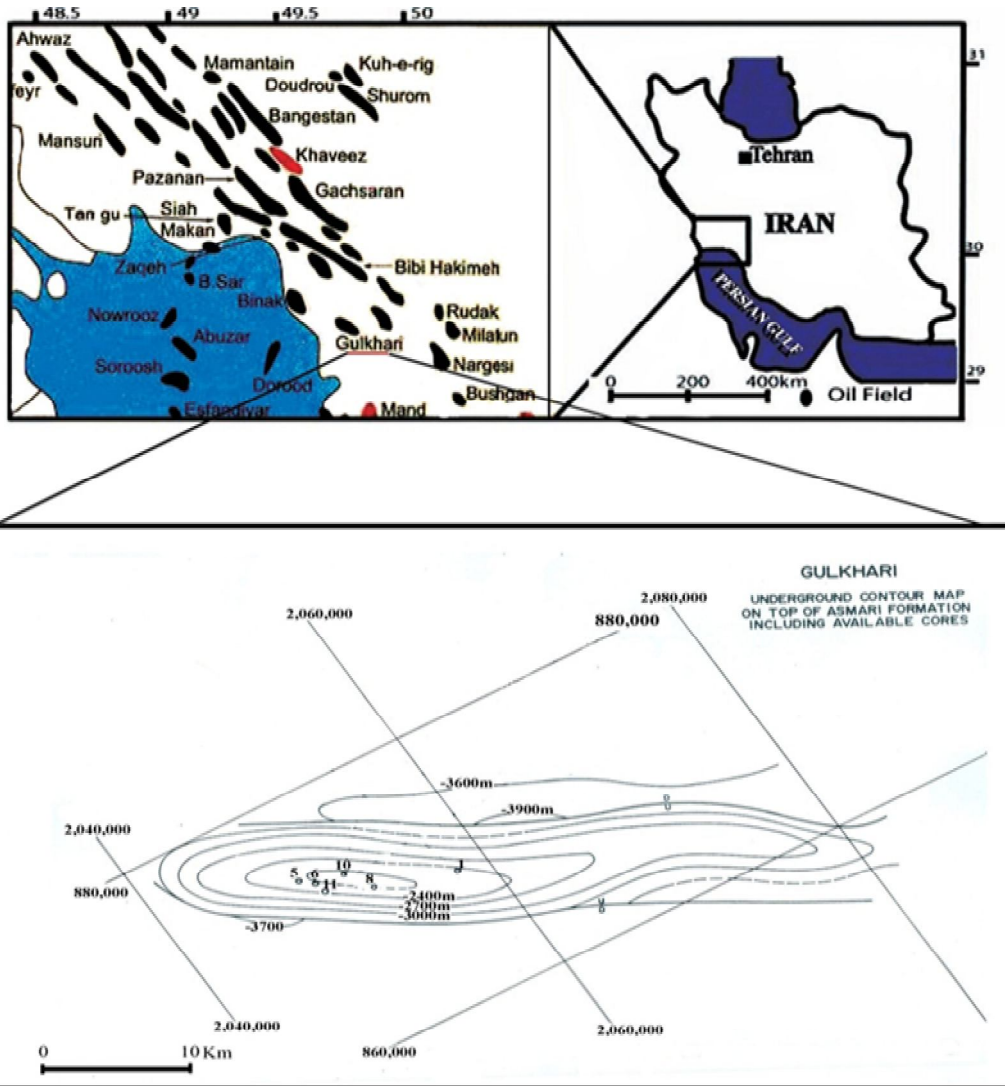 48.5
49
49.5
50
Ahwaz
feyr
Mansuri
Mamantain
Doudrou
Kuh-e-rig
Shurom
Bangestan
Khaveez
Pazanan
Gachsaran
Tan gu
Siah
Makan
Zaqeh
B.Sar
Binak
Bibi Hakimeh
Nowrooz
Abuzar
Soroosh
Dorood
Esfandiyar
Gulkhari
Rudak
Milatun
Nargesi
Bushgan
Mand
31
30
29
Tehran
IRAN
PERSIAN GULF
0 200 400km
Oil Field
GULKHARI
UNDERGROUND CONTOUR MAP
ON TOP OF ASMARI FORMATION
INCLUDING AVAILABLE CORES
2,060,000
2,080,000
880,000
-3600m
-3900m
2,040,000
880,000
5
6
10
11
8
1
-2400m
-2700m
-3000m
-3700
2,040,000
2,060,000
860,000
0 10 Km